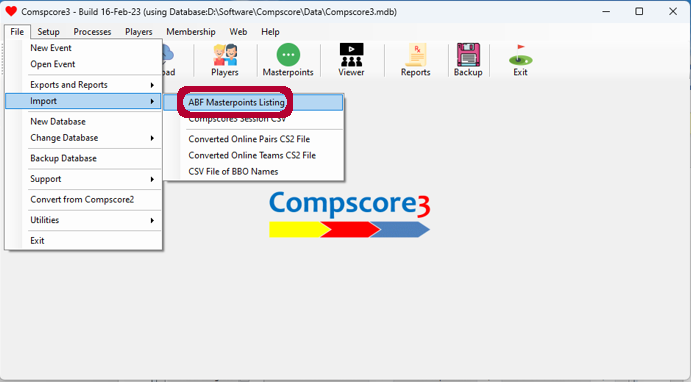 Comspcore3 - Build 16-Feb-23 (using Database:D:\Software\Compscore\Data\Compscore3.mdb)
File Setup Processes Players Membership Web Help
New Event
Open Event
Exports and Reports
Import
New Database
Change Database
Backup Database
Support
Convert from Compscore2
Utilities
Exit
oad Players Masterpoints Viewer Reports Backup Exit
ABF Masterpoints Listing
Compscore3 Session CSV
Converted Online Pairs CS2 File
Converted Online Teams CS2 File
CSV File of BBO Names
Compscore3